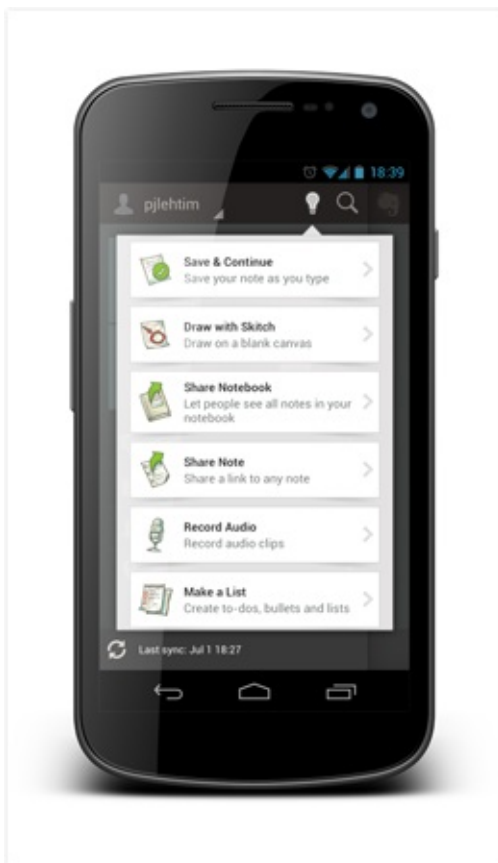 18:39
pjlehtim
Save & Continue
Save your note as you type
Draw with Skitch
Draw on a blank canvas
Share Notebook
Let people see all notes in your
notebook
Share Note
Share a link to any note
Record Audio
Record audio clips
Make a List
Create to-dos, bullets and lists
Last sync: Jul 1 18:27